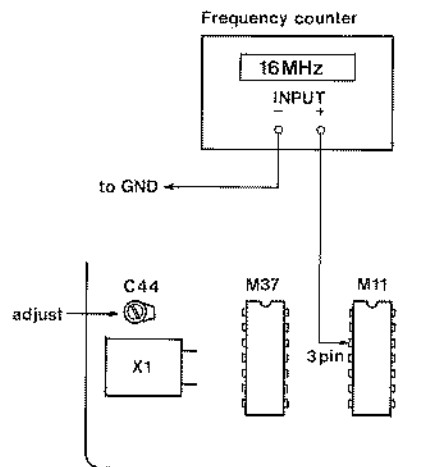 Frequency counter
16MHz
INPUT
- +
to GND
C44
M37
M11
adjust
3pin
X1